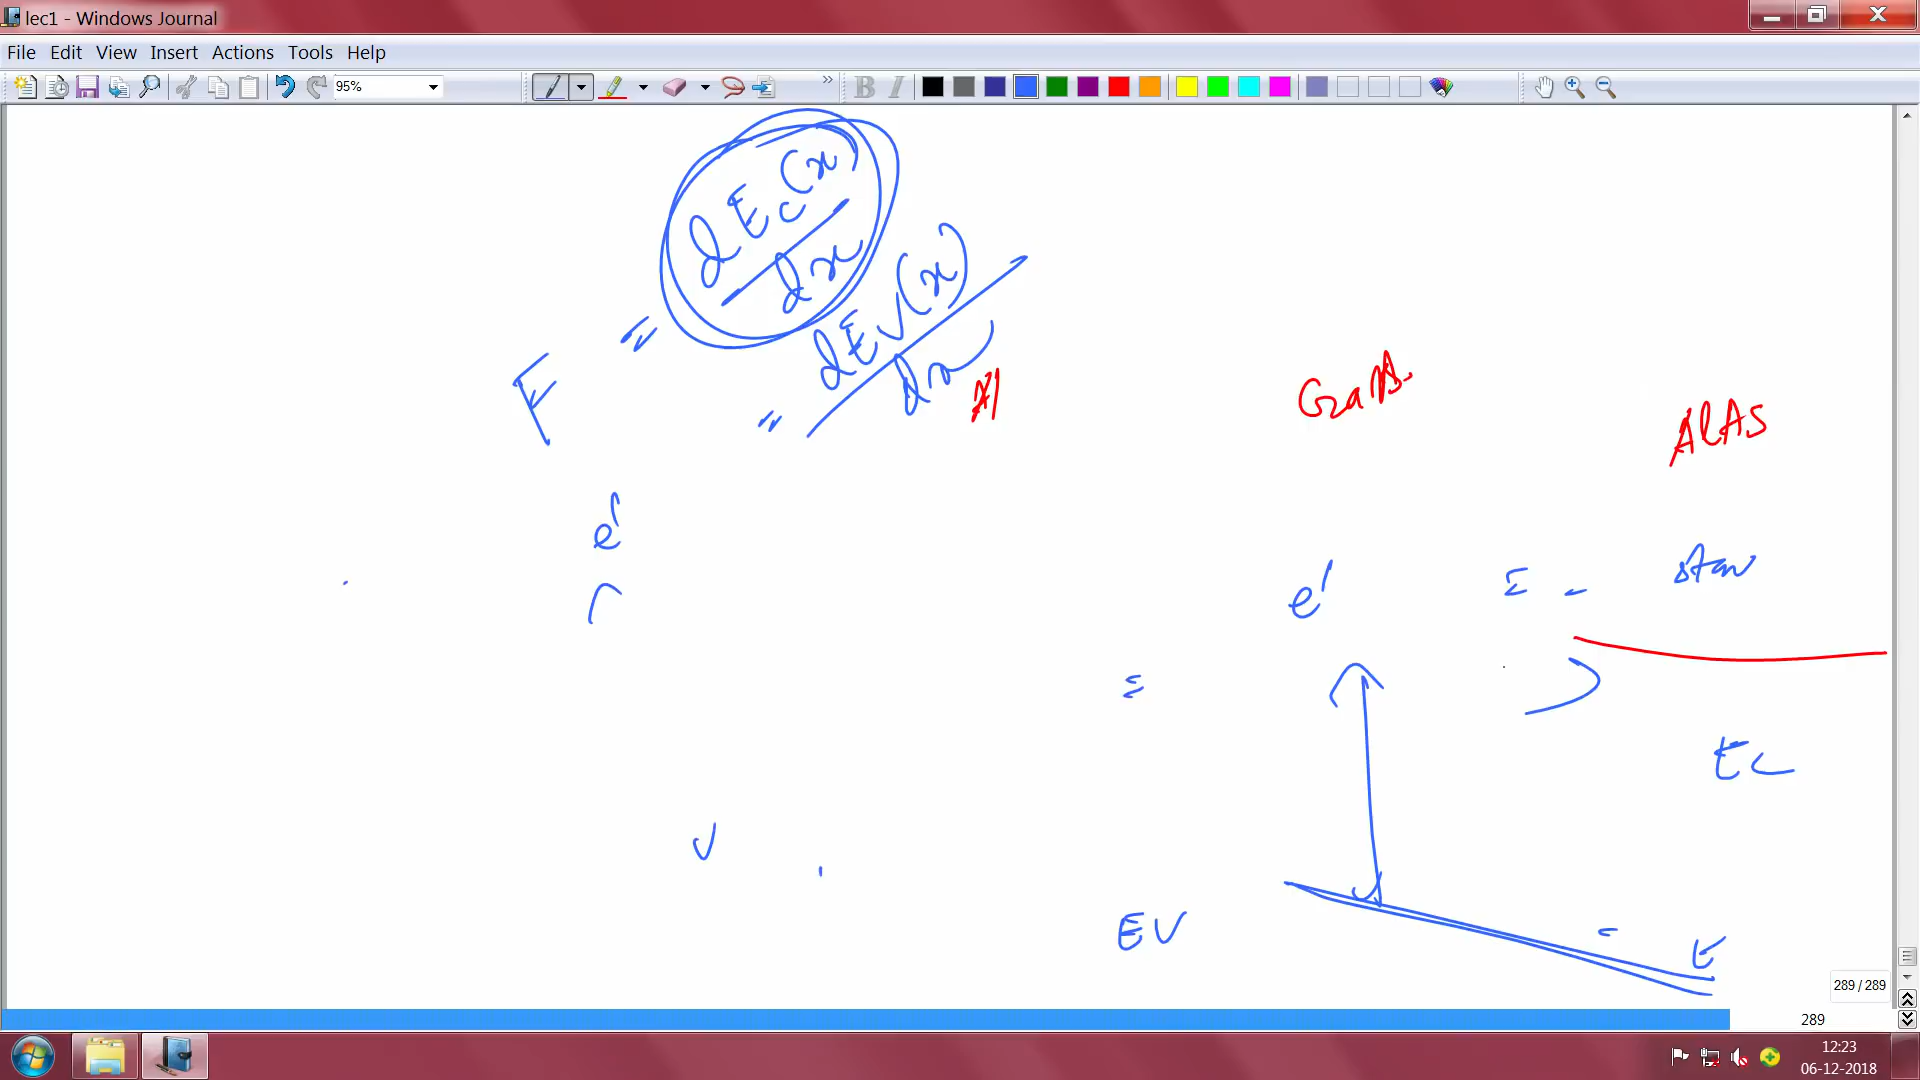 lec1 - Windows Journal
File Edit View Insert Actions Tools Help
95%
B I
F = dEc(x) / dx
= dEv(x) / dx
GaAs
AlAs
e
e
Ec
EV
E
289 / 289
289
12:23
06-12-2018